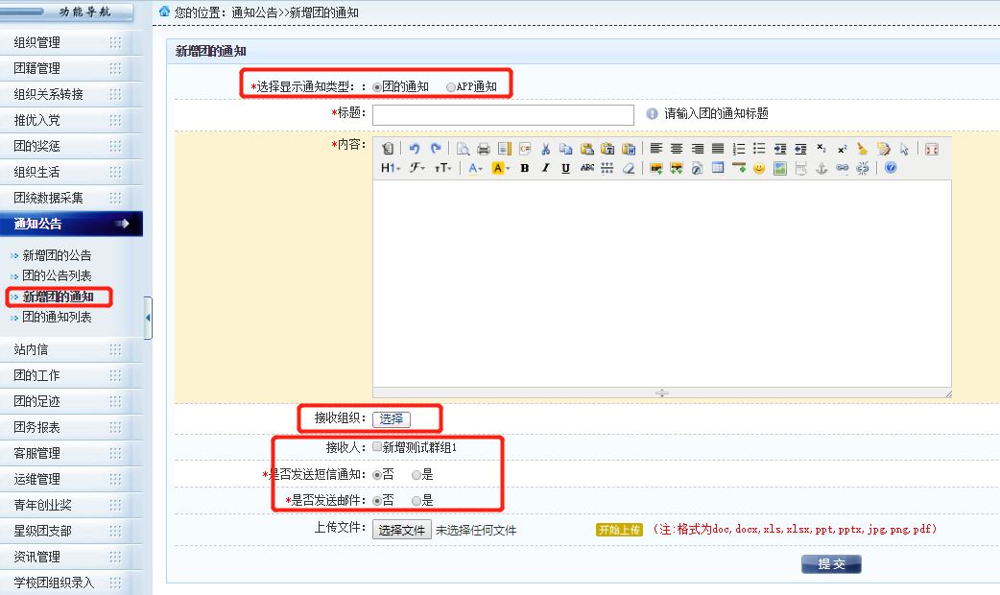 功能导航
组织管理
团籍管理
组织关系转接
推优入党
团的奖惩
组织生活
团统数据采集
通知公告
新增团的公告
团的公告列表
新增团的通知
团的通知列表
站内信
团的工作
团的足迹
团务报表
客服管理
运维管理
青年创业奖
星级团支部
资讯管理
学校团组织录入
您的位置：通知公告>>新增团的通知
新增团的通知
*选择显示通知类型：： 团的通知 APP通知
*标题： 请输入团的通知标题
*内容：
H1 F тT A A B I U ABC
接收组织： 选择
接收人： 新增测试群组1
*是否发送短信通知： 否 是
*是否发送邮件： 否 是
上传文件： 选择文件 未选择任何文件 开始上传 (注:格式为doc,docx,xls,xlsx,ppt,pptx,jpg,png,pdf)
提交